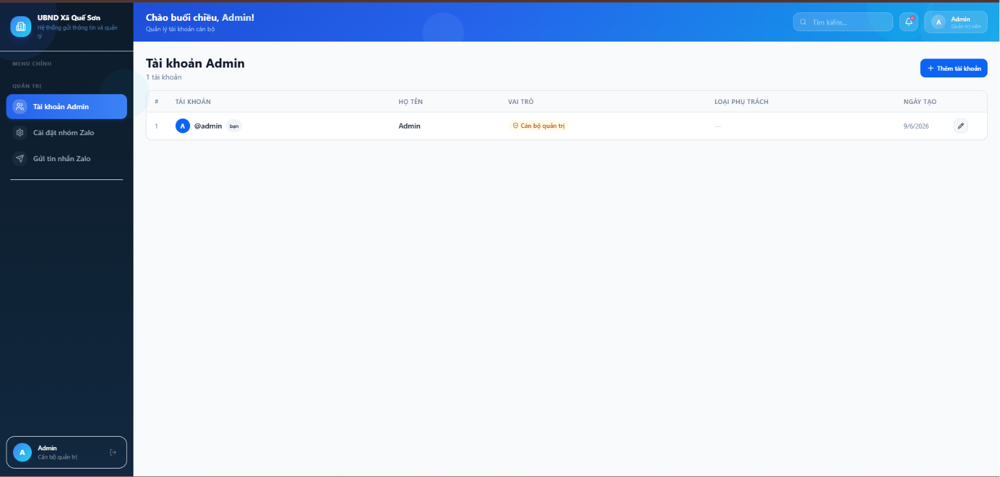 UBND Xã Quế Sơn
Hệ thống gửi thông tin và quản
lý
MENU CHÍNH
QUẢN TRỊ
Tài khoản Admin
Cài đặt nhóm Zalo
Gửi tin nhắn Zalo
A
Admin
Cán bộ quản trị
Chào buổi chiều, Admin!
Quản lý tài khoản cán bộ
Tìm kiếm...
A
Admin
Quản trị viên
Tài khoản Admin
1 tài khoản
+ Thêm tài khoản
# TÀI KHOẢN HỌ TÊN VAI TRÒ LOẠI PHỤ TRÁCH NGÀY TẠO
1 A @admin bạn Admin Cán bộ quản trị — 9/6/2026